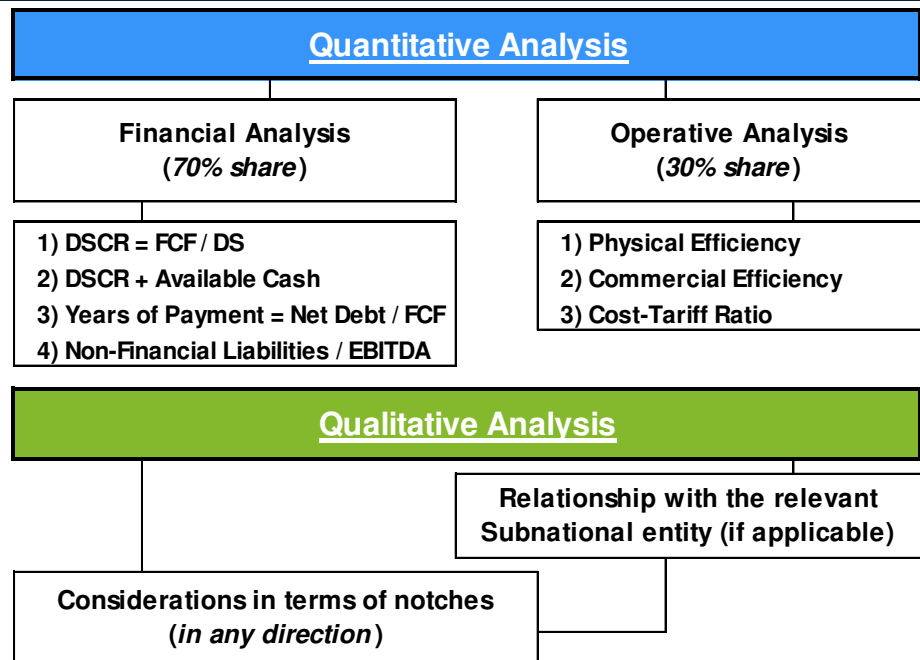 Quantitative Analysis
Financial Analysis
(70% share)
Operative Analysis
(30% share)
1) DSCR = FCF / DS
2) DSCR + Available Cash
3) Years of Payment = Net Debt / FCF
4) Non-Financial Liabilities / EBITDA
1) Physical Efficiency
2) Commercial Efficiency
3) Cost-Tariff Ratio
Qualitative Analysis
Relationship with the relevant
Subnational entity (if applicable)
Considerations in terms of notches
(in any direction)